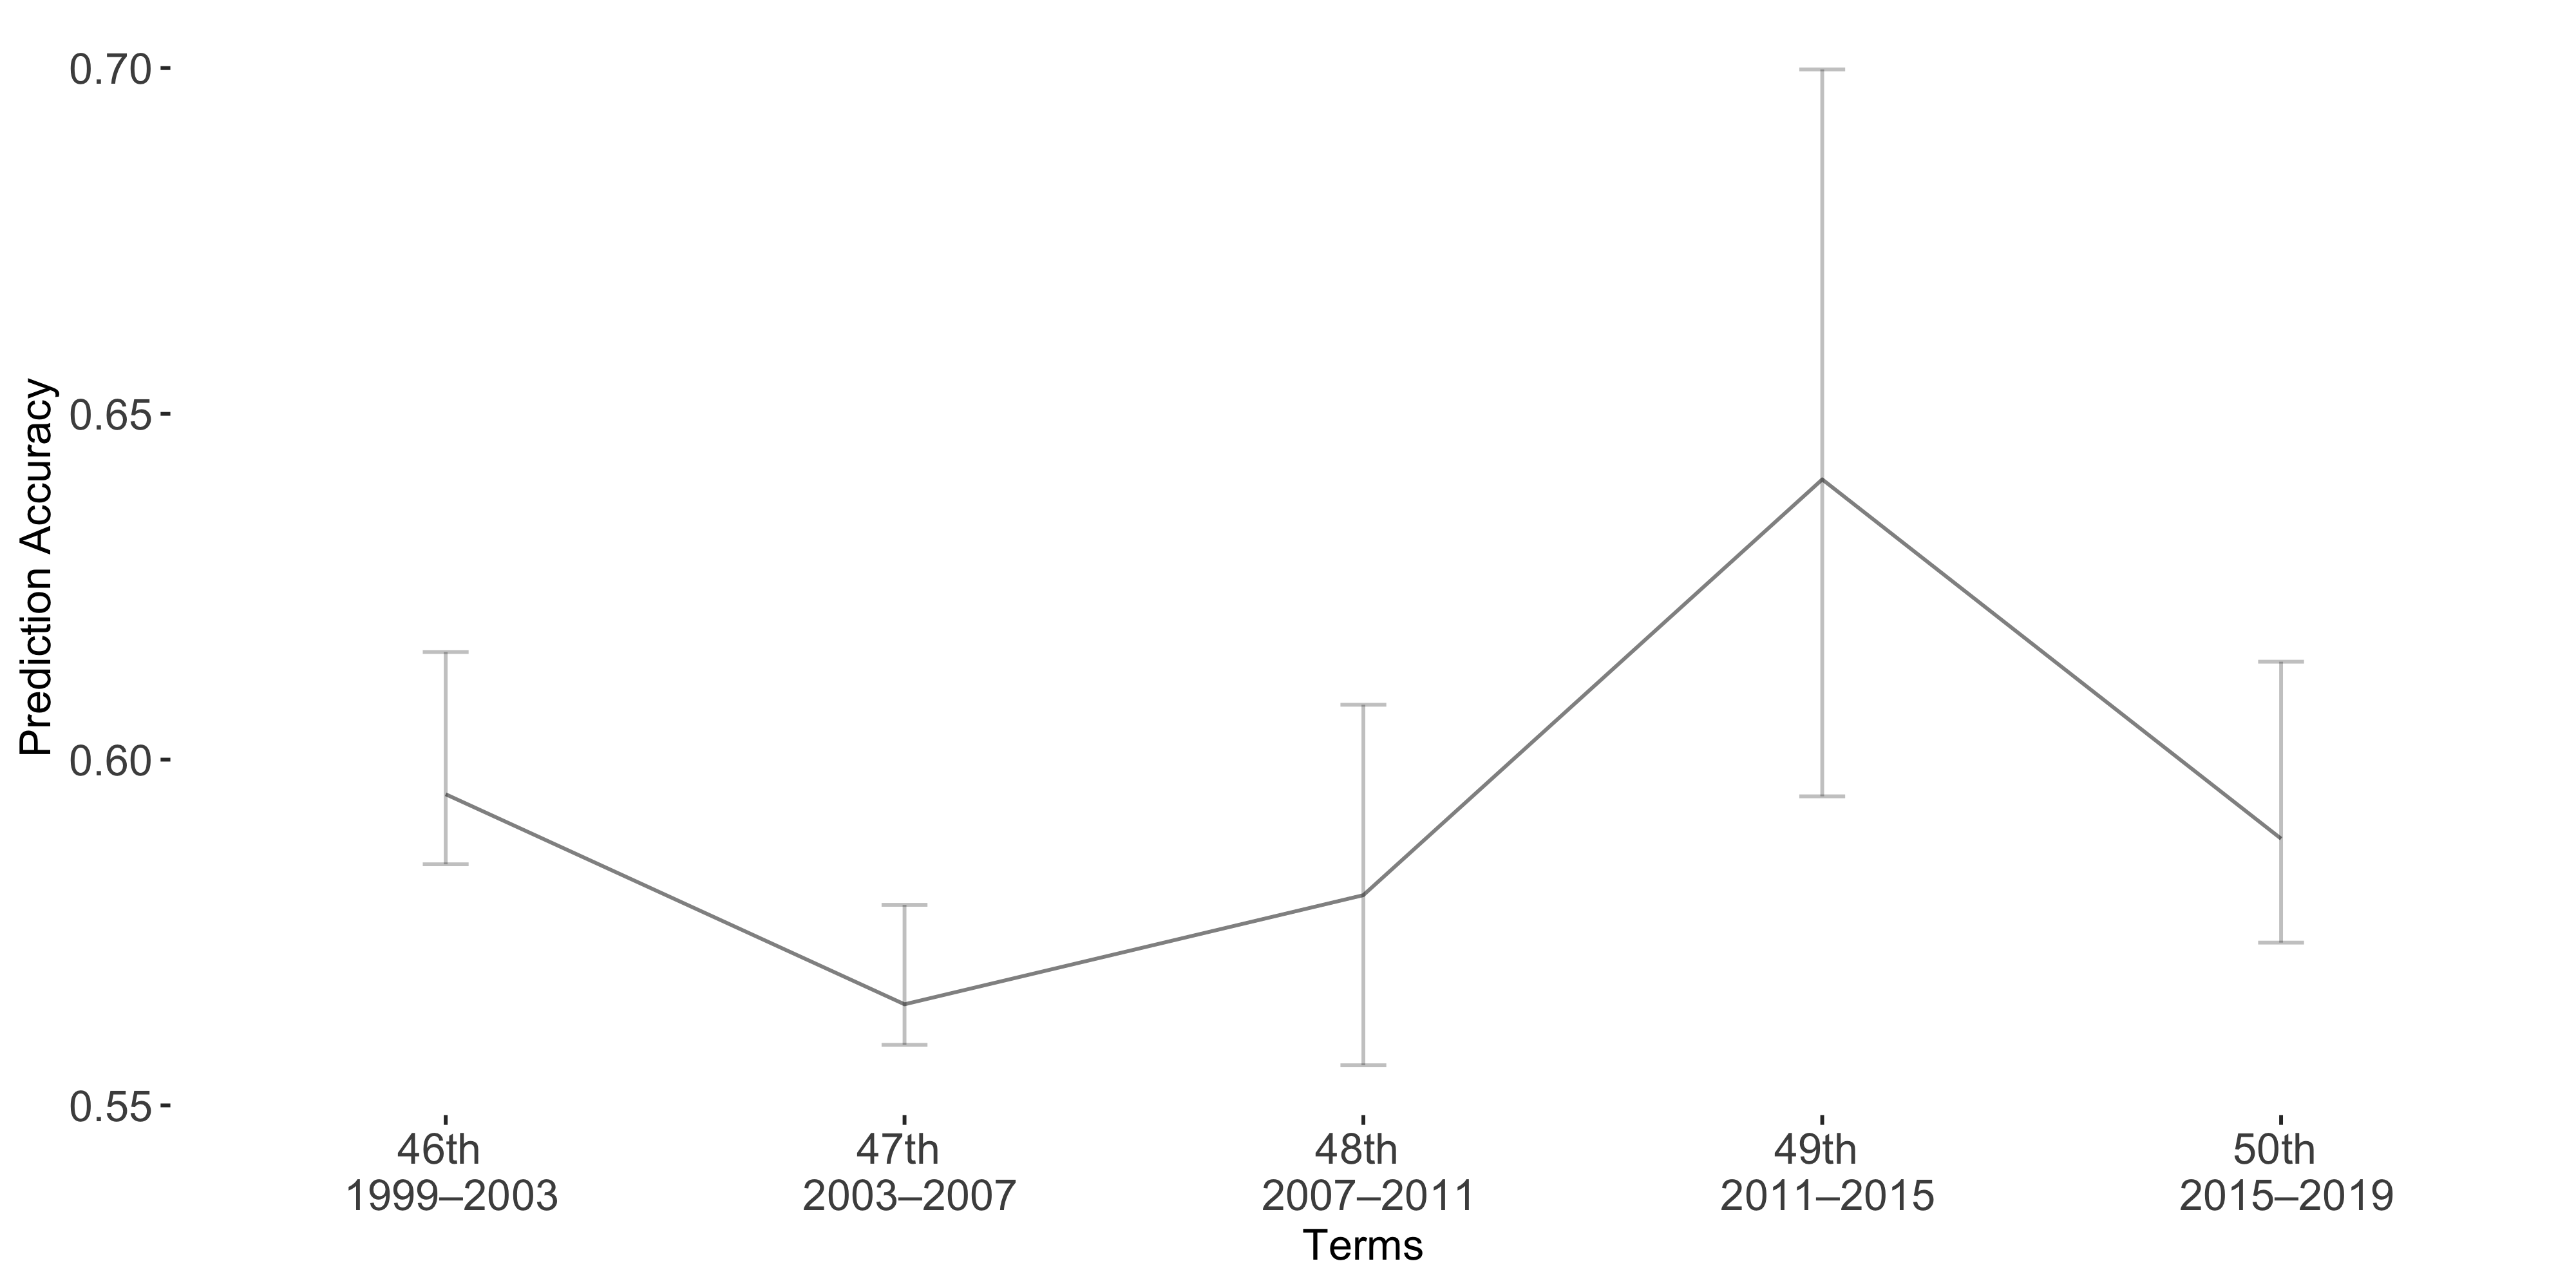 Prediction Accuracy
0.70
0.65
0.60
0.55
46th
1999–2003
47th
2003–2007
48th
2007–2011
49th
2011–2015
50th
2015–2019
Terms